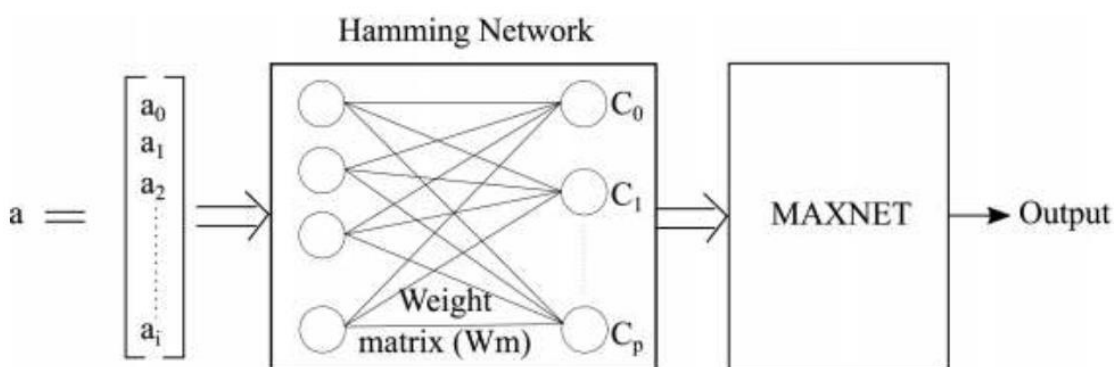 Hamming Network
a =
a0
a1
a2
ai
C0
C1
Cp
Weight
matrix (Wm)
MAXNET
Output